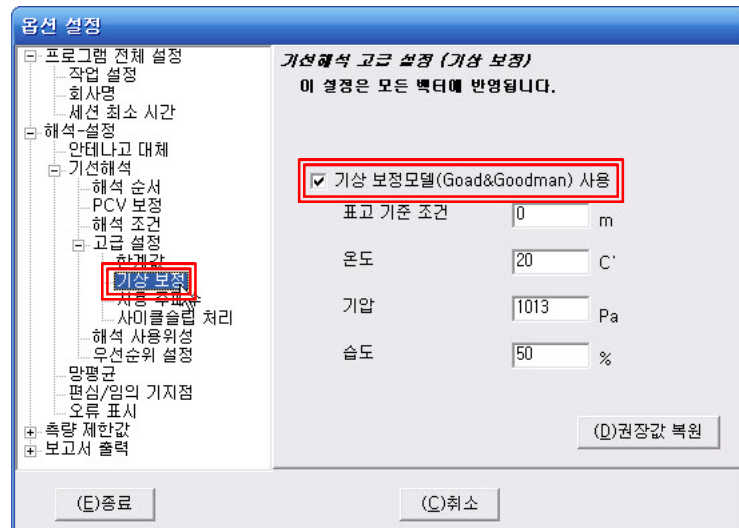 옵션 설정
프로그램 전체 설정
작업 설정
회사명
세션 최소 시간
해석-설정
안테나고 대체
기선해석
해석 순서
PCV 보정
해석 조건
고급 설정
한계값
기상 보정
사용 주파수
사이클슬립 처리
해석 사용위성
우선순위 설정
망평균
편심/임의 기지점
오류 표시
측량 제한값
보고서 출력
기선해석 고급 설정 (기상 보정)
이 설정은 모든 벡터에 반영됩니다.
기상 보정모델(Goad&Goodman) 사용
표고 기준 조건 0 m
온도 20 C'
기압 1013 Pa
습도 50 %
(D)권장값 복원
(E)종료 (C)취소